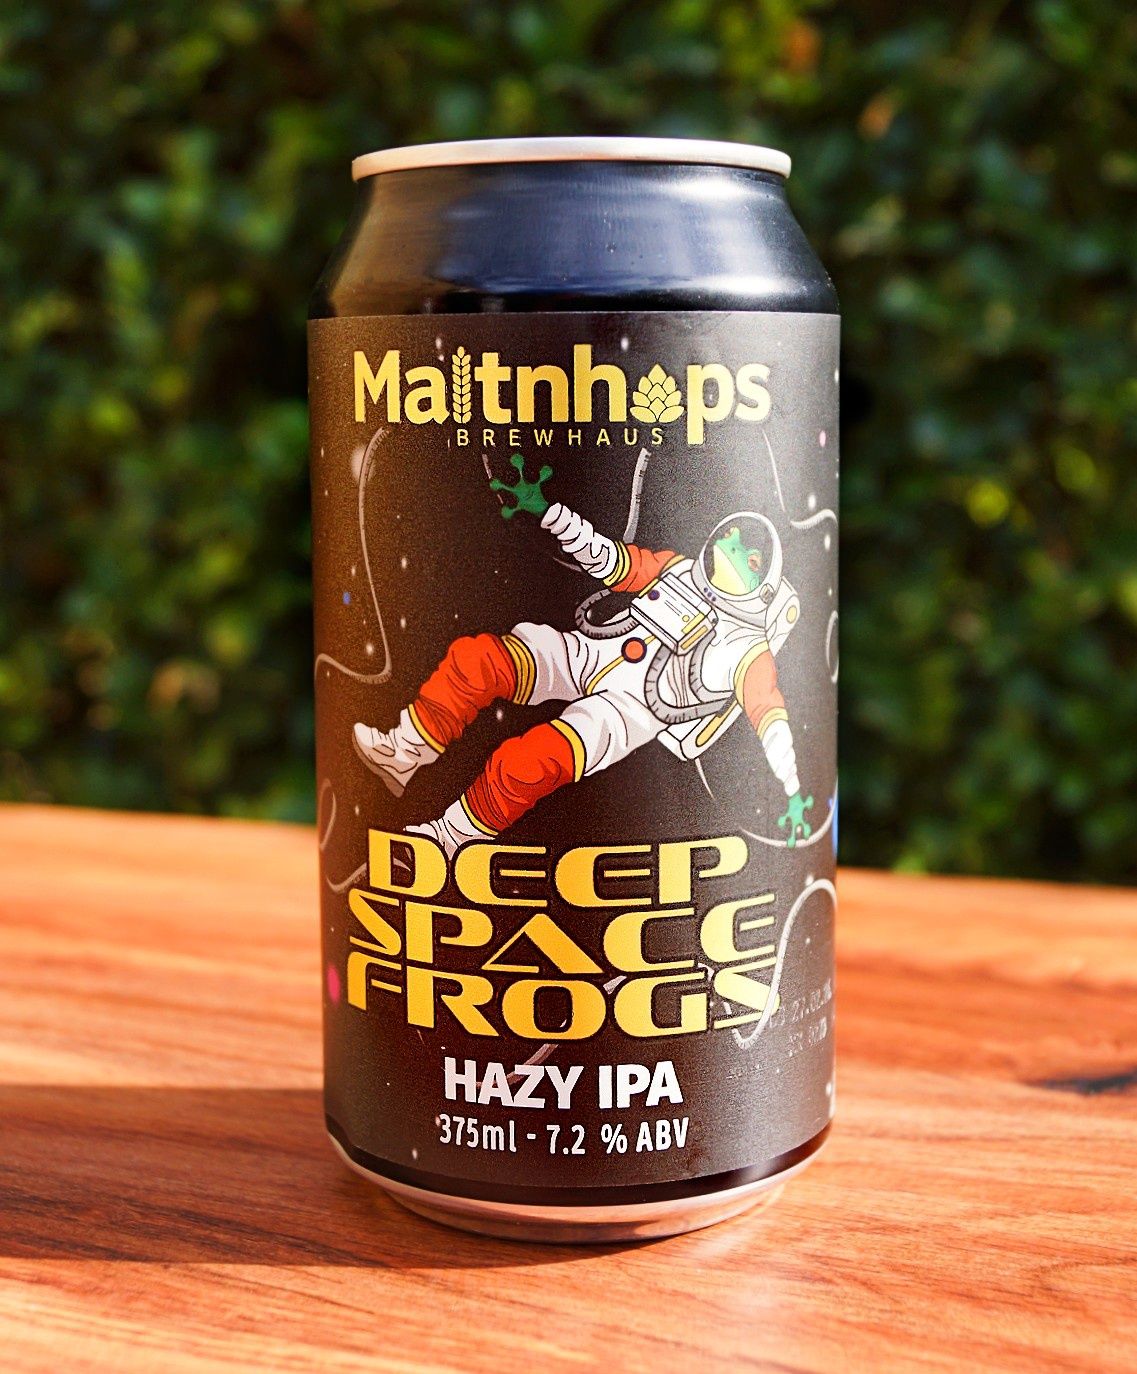 Maltnhops
BREWHAUS
DEEP
SPACE
FROGS
HAZY IPA
375ml - 7.2 % ABV